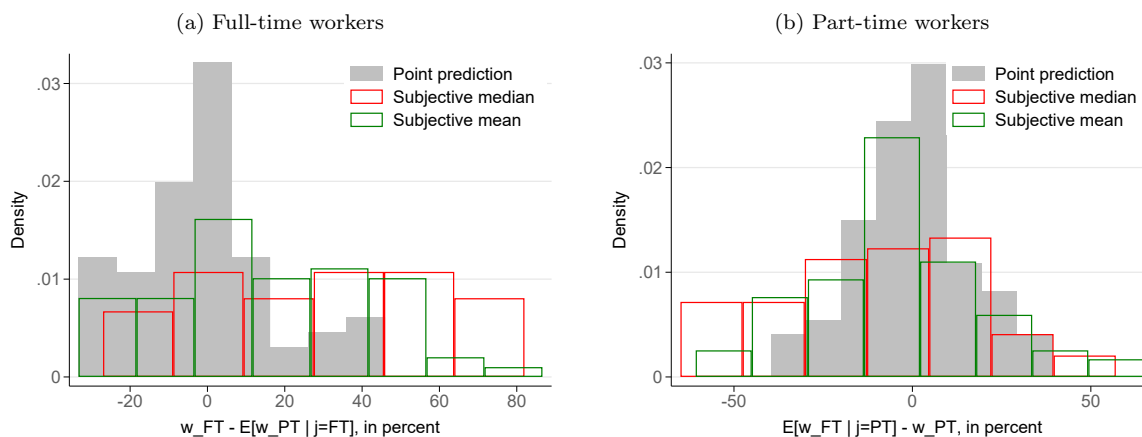 (a) Full-time workers
Point prediction
Subjective median
Subjective mean
Density
.03
.02
.01
0
-20 0 20 40 60 80
w_FT - E[w_PT | j=FT], in percent
(b) Part-time workers
Point prediction
Subjective median
Subjective mean
Density
.03
.02
.01
0
-50 0 50
E[w_FT | j=PT] - w_PT, in percent